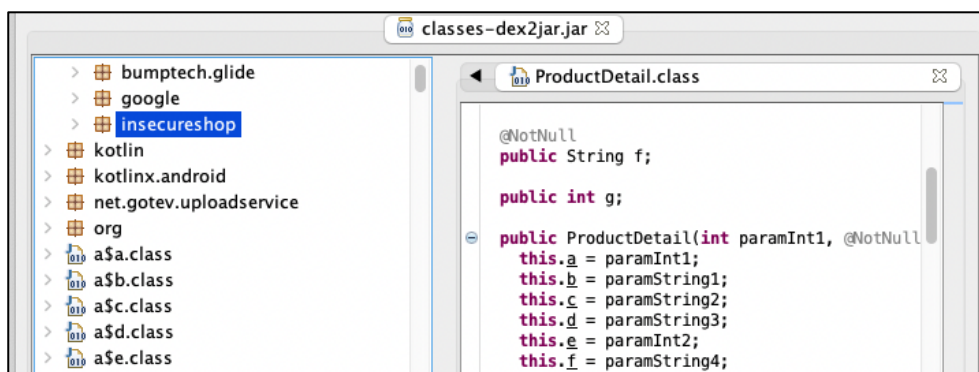 classes-dex2jar.jar
bumptech.glide
google
insecureshop
kotlin
kotlinx.android
net.gotev.uploadservice
org
a$a.class
a$b.class
a$c.class
a$d.class
a$e.class
ProductDetail.class
@NotNull
public String f;
public int g;
public ProductDetail(int paramInt1, @NotNull
this.a = paramInt1;
this.b = paramString1;
this.c = paramString2;
this.d = paramString3;
this.e = paramInt2;
this.f = paramString4;